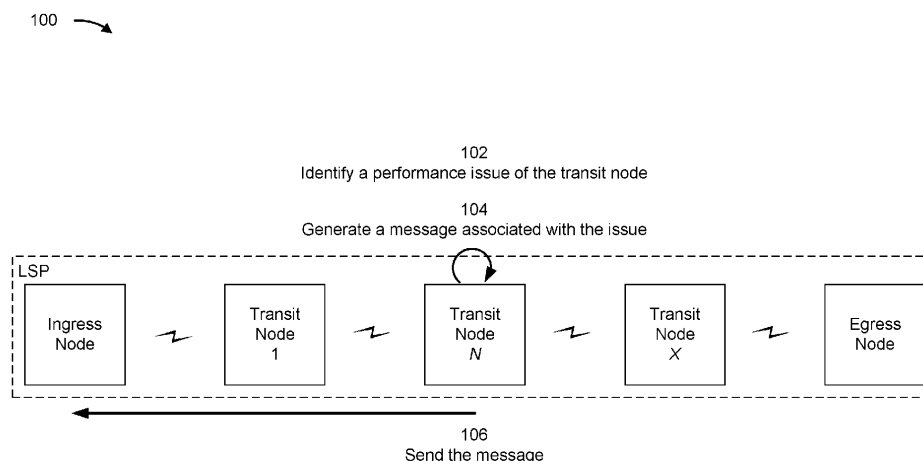 100
102
Identify a performance issue of the transit node
104
Generate a message associated with the issue
LSP
Ingress
Node
Transit
Node
1
Transit
Node
N
Transit
Node
X
Egress
Node
106
Send the message